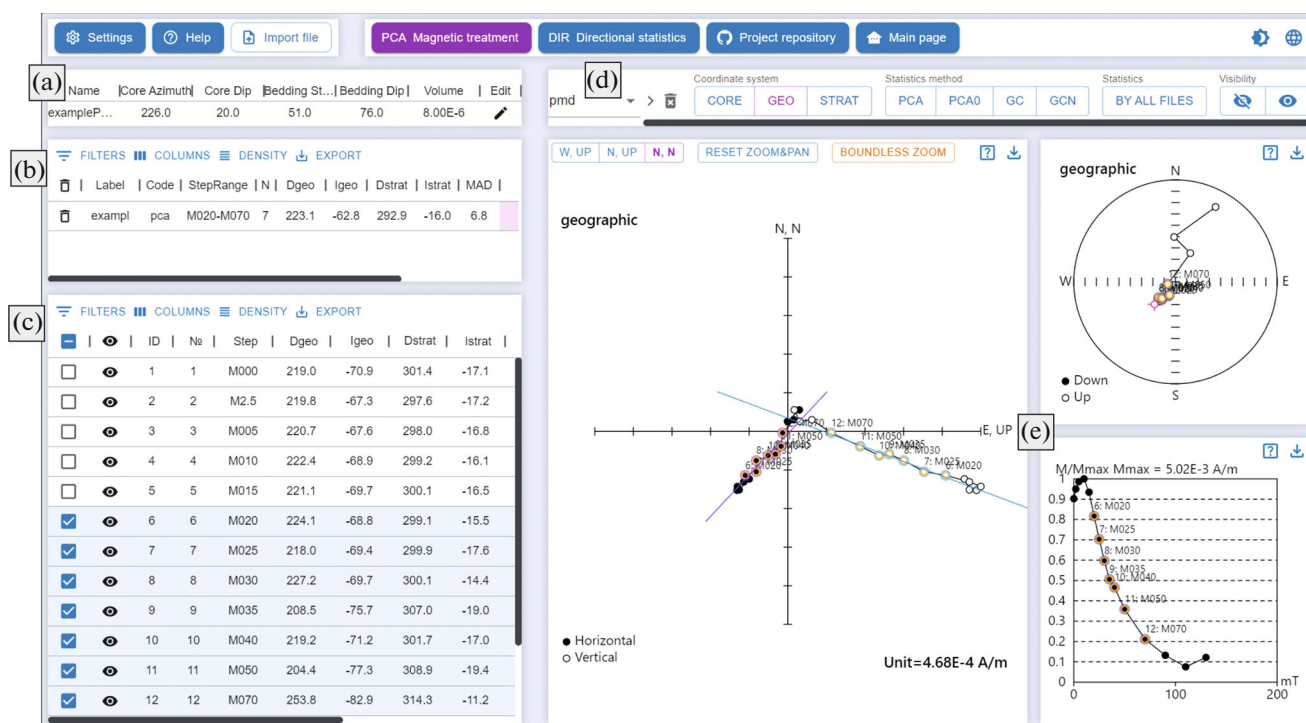 Settings Help Import file PCA Magnetic treatment DIR Directional statistics Project repository Main page
(a)
Name Core Azimuth Core Dip Bedding St... Bedding Dip Volume Edit
exampleP... 226.0 20.0 51.0 76.0 8.00E-6
(d)
pmd
Coordinate system Statistics method Statistics Visibility
CORE GEO STRAT PCA PCA0 GC GCN BY ALL FILES
(b)
FILTERS COLUMNS DENSITY EXPORT
Label Code StepRange N Dgeo Igeo Dstrat Istrat MAD
exampl pca M020-M070 7 223.1 -62.8 292.9 -16.0 6.8
(c)
FILTERS COLUMNS DENSITY EXPORT
ID № Step Dgeo Igeo Dstrat Istrat
1 1 M000 219.0 -70.9 301.4 -17.1
2 2 M2.5 219.8 -67.3 297.6 -17.2
3 3 M005 220.7 -67.6 298.0 -16.8
4 4 M010 222.4 -68.9 299.2 -16.1
5 5 M015 221.1 -69.7 300.1 -16.5
6 6 M020 224.1 -68.8 299.1 -15.5
7 7 M025 218.0 -69.4 299.9 -17.6
8 8 M030 227.2 -69.7 300.1 -14.4
9 9 M035 208.5 -75.7 307.0 -19.0
10 10 M040 219.2 -71.2 301.7 -17.0
11 11 M050 204.4 -77.3 308.9 -19.4
12 12 M070 253.8 -82.9 314.3 -11.2
W, UP N, UP N, N RESET ZOOM&PAN BOUNDLESS ZOOM
geographic
N, N
E, UP
12: M070
11: M050
10: M040
9: M035
8: M030
7: M025
6: M020
8: M030
6: M020
Horizontal
Vertical
Unit=4.68E-4 A/m
geographic
N
W
E
S
12: M070
Down
Up
(e)
M/Mmax Mmax = 5.02E-3 A/m
1
0.9
0.8
0.7
0.6
0.5
0.4
0.3
0.2
0.1
0
6: M020
7: M025
8: M030
9: M035
10: M040
11: M050
12: M070
0 100 200
mT